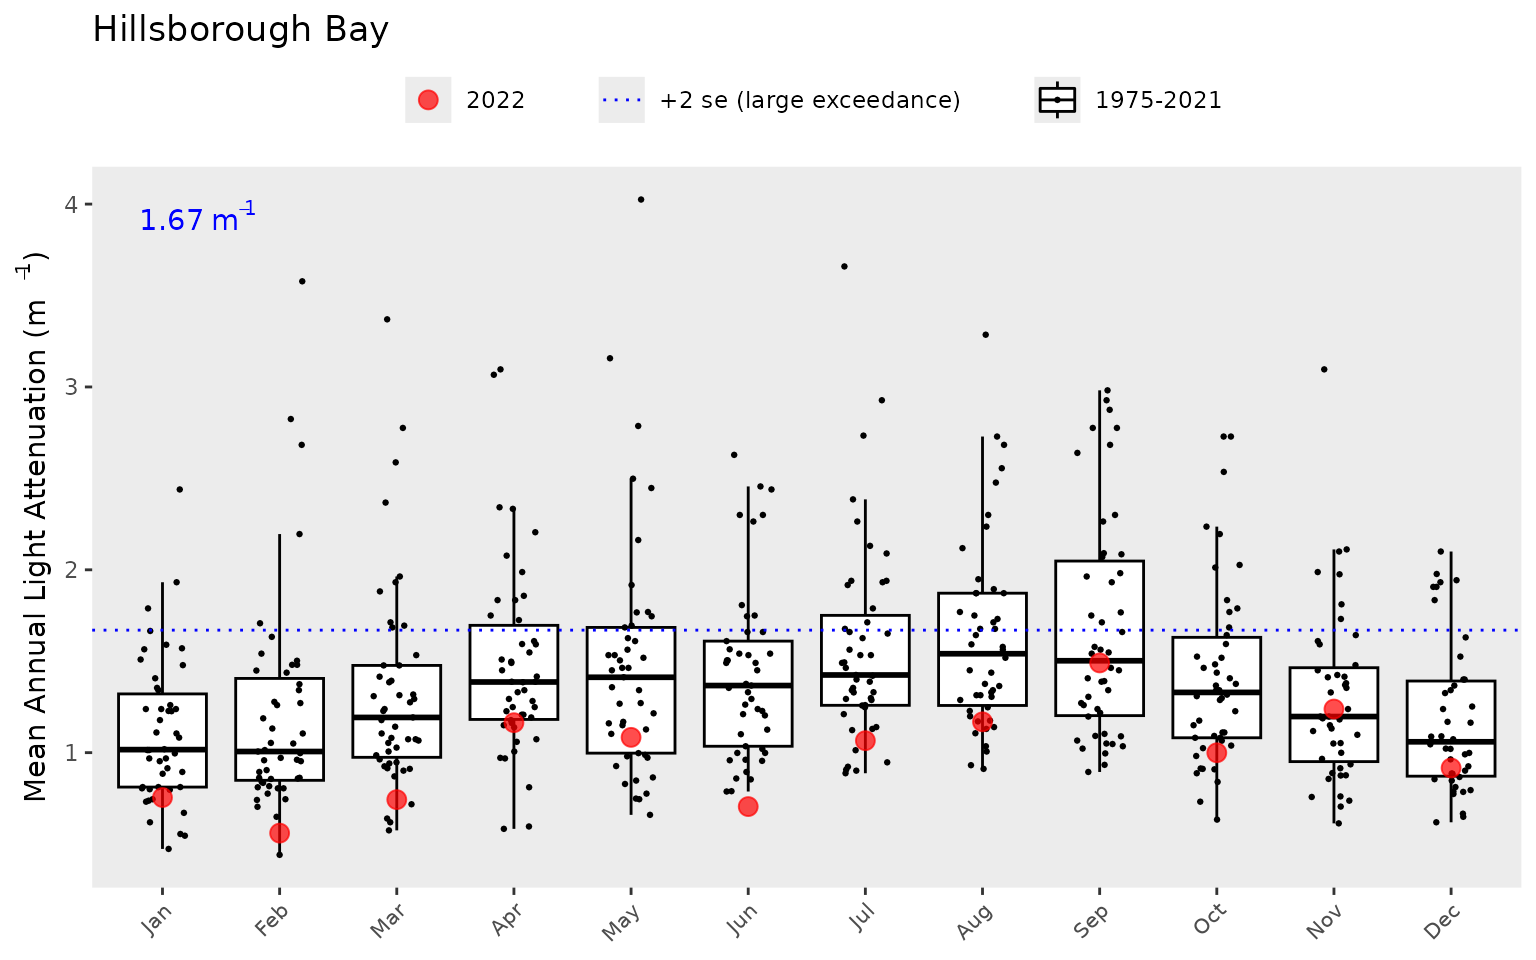 Hillsborough Bay
2022 +2 se (large exceedance) 1975-2021
1.67 m⁻¹
Mean Annual Light Attenuation (m⁻¹)
4
3
2
1
Jan Feb Mar Apr May Jun Jul Aug Sep Oct Nov Dec